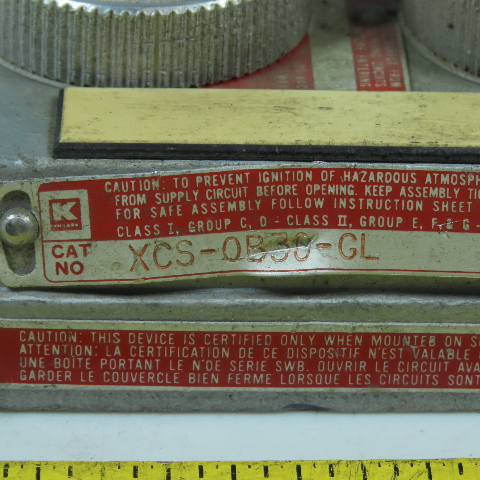 CAUTION: TO PREVENT IGNITION OF HAZARDOUS ATMOSPH
FROM SUPPLY CIRCUIT BEFORE OPENING. KEEP ASSEMBLY TI
FOR SAFE ASSEMBLY FOLLOW INSTRUCTION SHEET
CLASS I, GROUP C, D - CLASS II, GROUP E, F & G -
K
KILLARK
CAT NO
XCS-OB30-GL
CAUTION: THIS DEVICE IS CERTIFIED ONLY WHEN MOUNTED ON S
ATTENTION: LA CERTIFICATION DE CE DISPOSITIF N'EST VALABLE
UNE BOITE PORTANT LE N° DE SERIE SWB. OUVRIR LE CIRCUIT AVA
GARDER LE COUVERCLE BIEN FERME LORSQUE LES CIRCUITS SONT